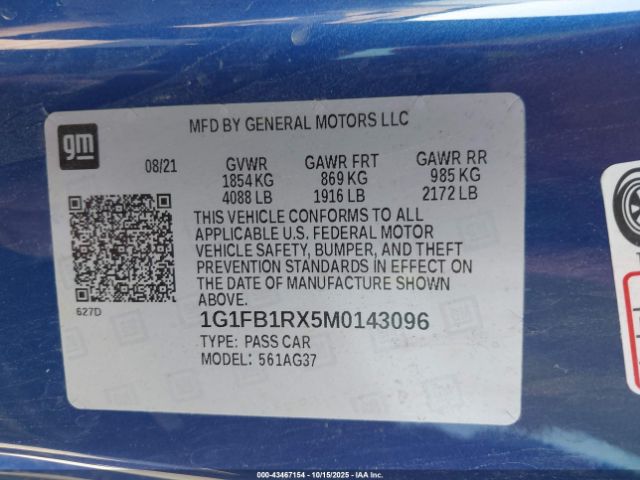 MFD BY GENERAL MOTORS LLC
gm
08/21 GVWR GAWR FRT GAWR RR
1854 KG 869 KG 985 KG
4088 LB 1916 LB 2172 LB
THIS VEHICLE CONFORMS TO ALL
APPLICABLE U.S. FEDERAL MOTOR
VEHICLE SAFETY, BUMPER, AND THEFT
PREVENTION STANDARDS IN EFFECT ON
THE DATE OF MANUFACTURE SHOWN
ABOVE.
627D
1G1FB1RX5M0143096
TYPE: PASS CAR
MODEL: 561AG37
000-43467154 - 10/15/2025 - IAA Inc.